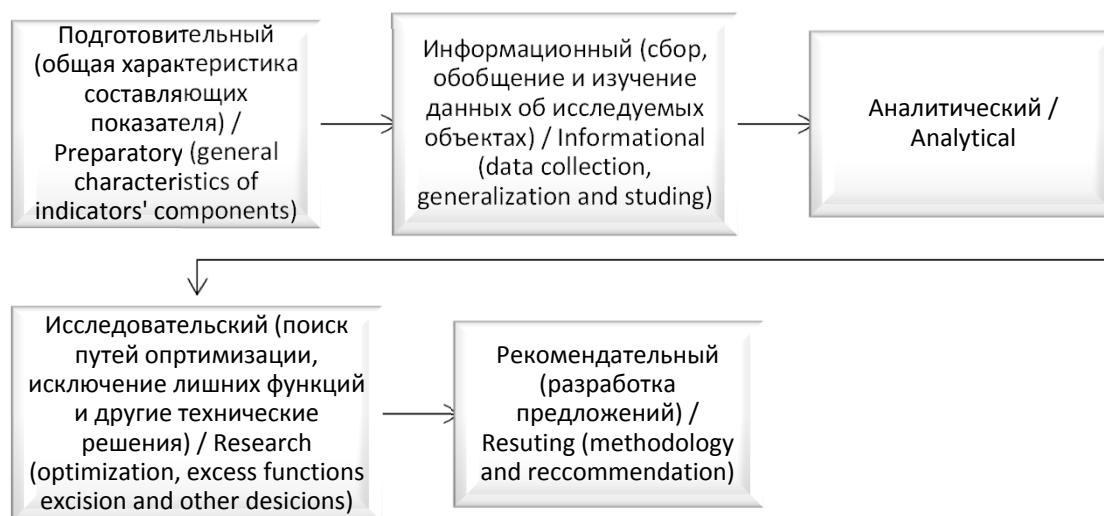 Подготовительный
(общая характеристика
составляющих
показателя) /
Preparatory (general
characteristics of
indicators' components)
Информационный (сбор,
обобщение и изучение
данных об исследуемых
объектах) / Informational
(data collection,
generalization and studing)
Аналитический /
Analytical
Исследовательский (поиск
путей опртимизации,
исключение лишних функций
и другие технические
решения) / Research
(optimization, excess functions
excision and other desicions)
Рекомендательный
(разработка
предложений) /
Resuting (methodology
and reccommendation)